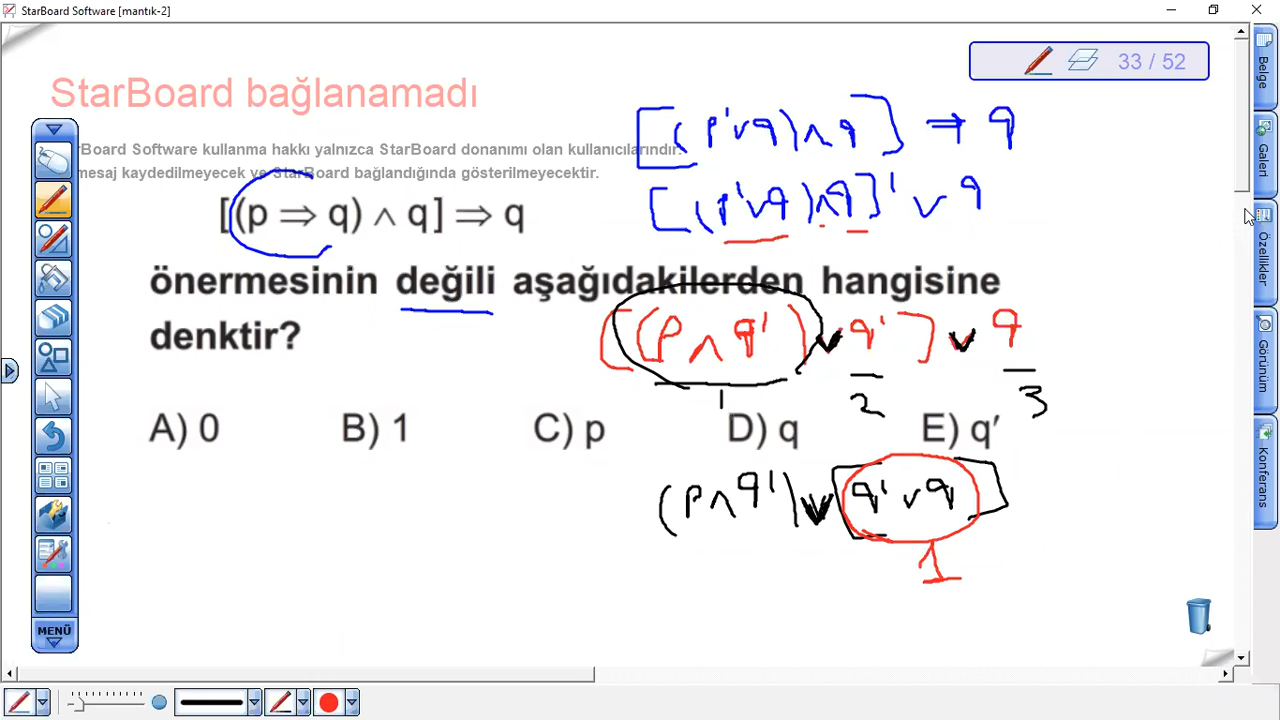 StarBoard Software [mantık-2]
33 / 52
StarBoard bağlanamadı
rBoard Software kullanma hakkı yalnızca StarBoard donanımı olan kullanıcılarındır.
mesaj kaydedilmeyecek ve StarBoard bağlandığında gösterilmeyecektir.
[(p'∨q)∧q] ⇒ q
[(p'∨q)∧q]' ∨ q
[(p ⇒ q) ∧ q] ⇒ q
önermesinin değili aşağıdakilerden hangisine
denktir?
[(p ∧ q') ∨ q'] ∨ q
1 2 3
A) 0 B) 1 C) p D) q E) q′
(p∧q') ∨ [q' ∨ q]
1
MENÜ
Belge
Galeri
Özellikler
Görünüm
Konferans